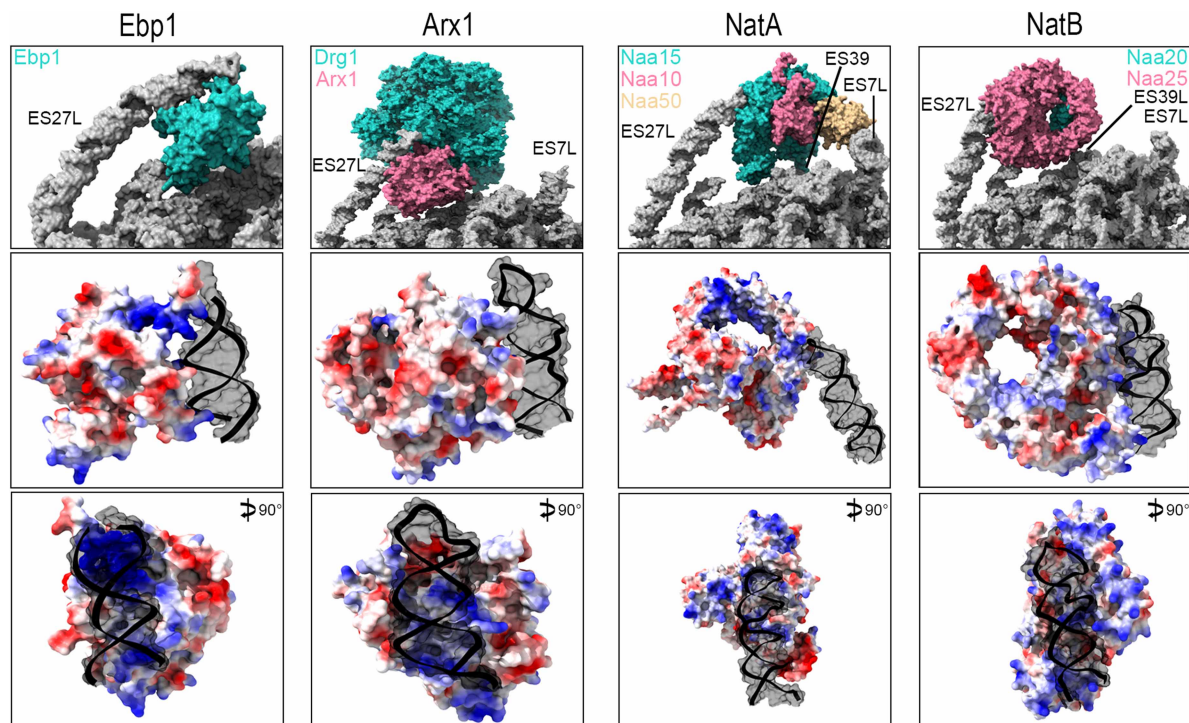 Ebp1
Arx1
NatA
NatB
Ebp1
ES27L
Drg1
Arx1
ES27L
ES7L
Naa15
Naa10
Naa50
ES39
ES7L
ES27L
Naa20
Naa25
ES39L
ES7L
ES27L
90°
90°
90°
90°